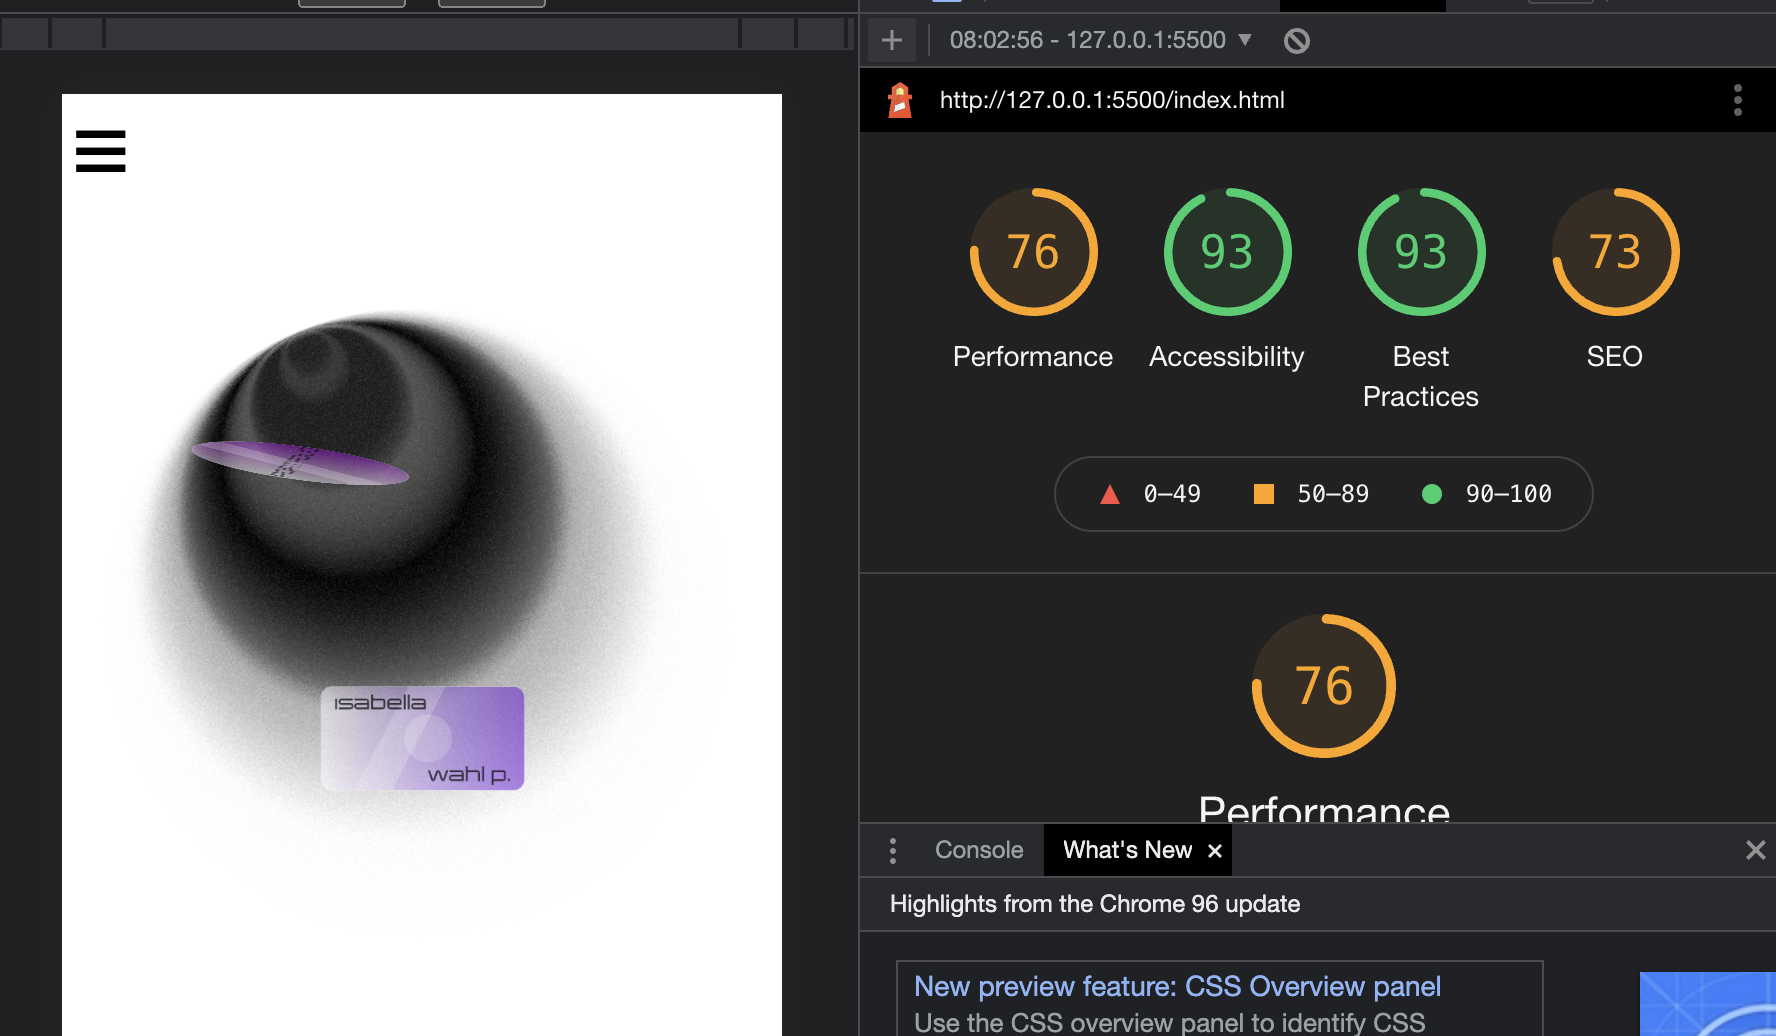 08:02:56 - 127.0.0.1:5500
http://127.0.0.1:5500/index.html
76
93
93
73
Performance
Accessibility
Best
Practices
SEO
0–49
50–89
90–100
76
Performance
isabella
wahl p.
Console
What's New
Highlights from the Chrome 96 update
New preview feature: CSS Overview panel
Use the CSS overview panel to identify CSS